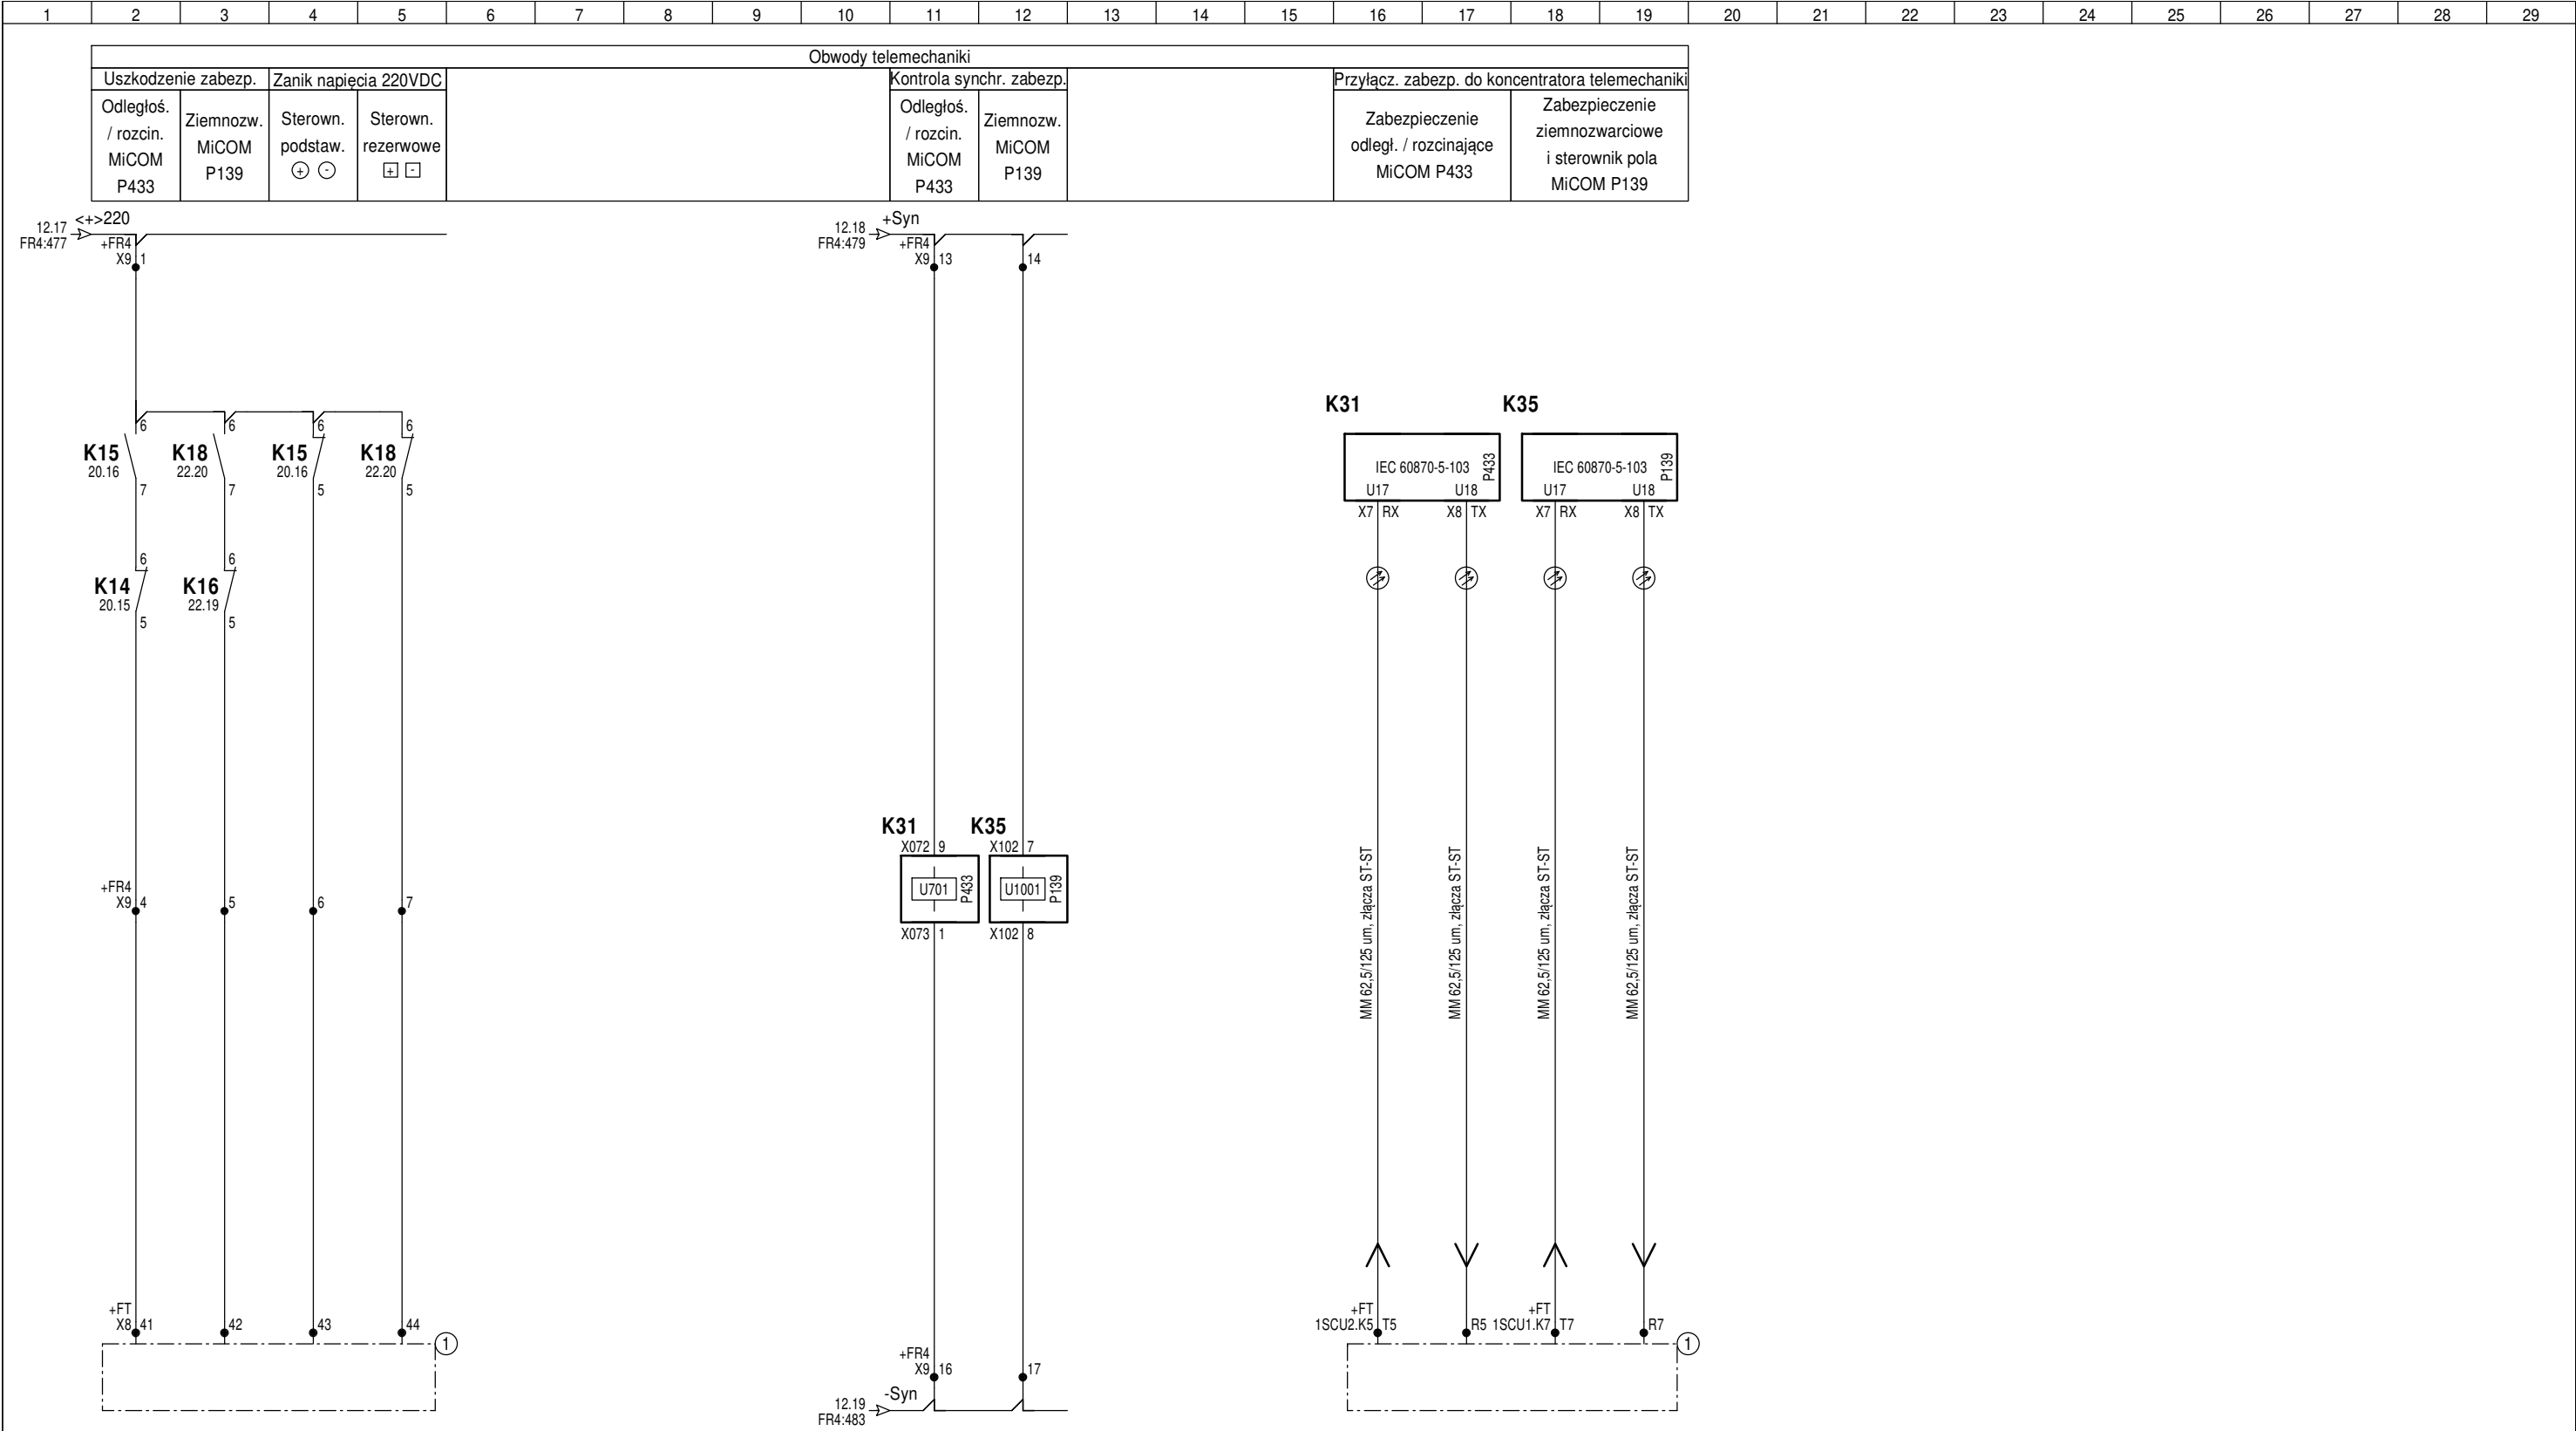 1 2 3 4 5 6 7 8 9 10 11 12 13 14 15 16 17 18 19 20 21 22 23 24 25 26 27 28 29
Obwody telemechaniki
Uszkodzenie zabezp.
Zanik napięcia 220VDC
Kontrola synchr. zabezp.
Przyłącz. zabezp. do koncentratora telemechaniki
Odległoś.
/ rozcin.
MiCOM
P433
Ziemnozw.
MiCOM
P139
Sterown.
podstaw.
+ -
Sterown.
rezerwowe
+ -
Odległoś.
/ rozcin.
MiCOM
P433
Ziemnozw.
MiCOM
P139
Zabezpieczenie
odległ. / rozcinające
MiCOM P433
Zabezpieczenie
ziemnozwarciowe
i sterownik pola
MiCOM P139
<+>220
12.17
FR4:477
+FR4
X9 1
+Syn
12.18
FR4:479
+FR4
X9 13
14
6 6 6 6
K15
20.16
K18
22.20
K15
20.16
K18
22.20
7 7 5 5
6 6
K14
20.15
K16
22.19
5 5
K31
K35
IEC 60870-5-103
P433
U17 U18
IEC 60870-5-103
P139
U17 U18
X7 RX X8 TX X7 RX X8 TX
K31
X072 9
U701
P433
X073 1
K35
X102 7
U1001
P139
X102 8
MM 62,5/125 um, złącza ST-ST
MM 62,5/125 um, złącza ST-ST
MM 62,5/125 um, złącza ST-ST
MM 62,5/125 um, złącza ST-ST
+FR4
X9 4 5 6 7
+FT
X8 41 42 43 44
1
+FR4
X9 16 17
-Syn
12.19
FR4:483
+FT
1SCU2.K5 T5 R5
+FT
1SCU1.K7 T7 R7
1